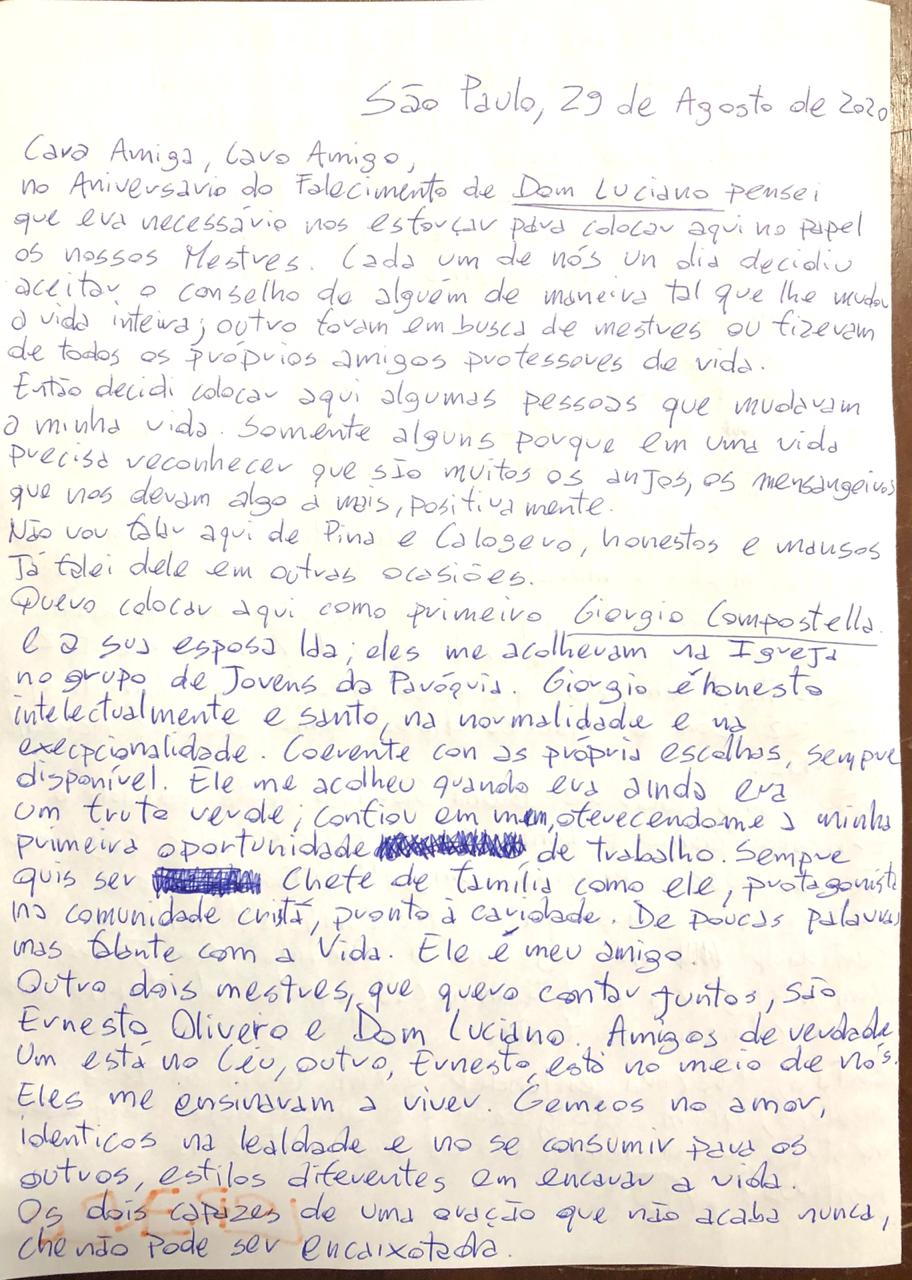 São Paulo, 29 de Agosto de 2020
Cara Amiga, Caro Amigo,
no Aniversário do Falecimento de Dom Luciano pensei
que era necessário nos esforçar para colocar aqui no papel
os nossos Mestres. Cada um de nós un dia decidiu
aceitar o conselho de alguém de maneira tal que lhe mudou
a vida inteira; outro foram em busca de mestres ou fizeram
de todos os próprios amigos professores de vida.
Então decidi colocar aqui algumas pessoas que mudaram
a minha vida. Somente alguns porque em uma vida
precisa reconhecer que são muitos os anjos, os mensangeiros
que nos deram algo a mais, positivamente.
Não vou falar aqui de Pina e Calogero, honestos e mansos
Já falei dele em outras ocasiões.
Quero colocar aqui como primeiro Giorgio Compostella
e a sua esposa Ida; eles me acolheram na Igreja
no grupo de Jovens da Paróquia. Giorgio é honesto
intelectualmente e santo, na normalidade e na
execpcionalidade. Coerente con as própria escolhas, sempre
disponível. Ele me acolheu quando era ainda era
um fruto verde; confiou em mem, oferecendome a minha
primeira oportunidade de trabalho. Sempre
quis ser Chefe de família como ele, protagonista
na comunidade cristã, pronto à caridade. De poucas palavras
mas falante com a Vida. Ele é meu amigo.
Outro dois mestres, que quero contar juntos, são
Ernesto Olivero e Dom Luciano. Amigos de verdade
Um está no Céu, outro, Ernesto, está no meio de nós.
Eles me ensinaram a viver. Gemeos no amor,
identicos na lealdade e no se consumir para os
outros, estilos diferentes em encarar a vida.
Os dois capazes de uma oração que não acaba nunca,
che não pode ser encaixotada.